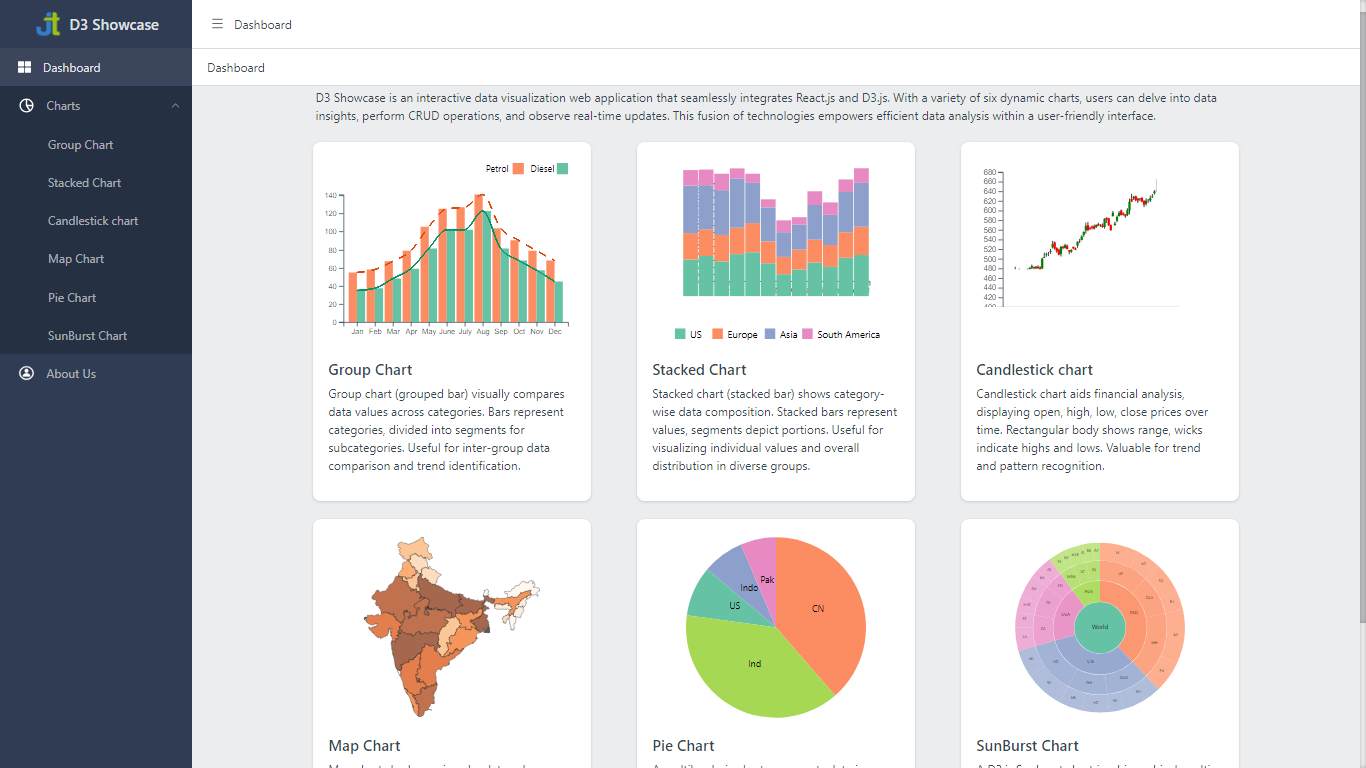 D3 Showcase
Dashboard
Charts
Group Chart
Stacked Chart
Candlestick chart
Map Chart
Pie Chart
SunBurst Chart
About Us
Dashboard
Dashboard
D3 Showcase is an interactive data visualization web application that seamlessly integrates React.js and D3.js. With a variety of six dynamic charts, users can delve into data
insights, perform CRUD operations, and observe real-time updates. This fusion of technologies empowers efficient data analysis within a user-friendly interface.
Petrol Diesel
140
120
100
80
60
40
20
0
Jan Feb Mar Apr May June July Aug Sep Oct Nov Dec
Group Chart
Group chart (grouped bar) visually compares
data values across categories. Bars represent
categories, divided into segments for
subcategories. Useful for inter-group data
comparison and trend identification.
US Europe Asia South America
Stacked Chart
Stacked chart (stacked bar) shows category-
wise data composition. Stacked bars represent
values, segments depict portions. Useful for
visualizing individual values and overall
distribution in diverse groups.
680
660
640
620
600
580
560
540
520
500
480
460
440
420
400
Candlestick chart
Candlestick chart aids financial analysis,
displaying open, high, low, close prices over
time. Rectangular body shows range, wicks
indicate highs and lows. Valuable for trend
and pattern recognition.
Map Chart
Pak
Indo
US
CN
Ind
Pie Chart
World
SunBurst Chart